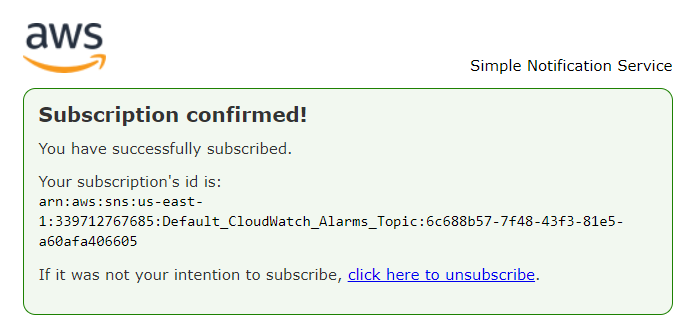 aws
Simple Notification Service
Subscription confirmed!
You have successfully subscribed.
Your subscription's id is:
arn:aws:sns:us-east-
1:339712767685:Default_CloudWatch_Alarms_Topic:6c688b57-7f48-43f3-81e5-
a60afa406605
If it was not your intention to subscribe, click here to unsubscribe.